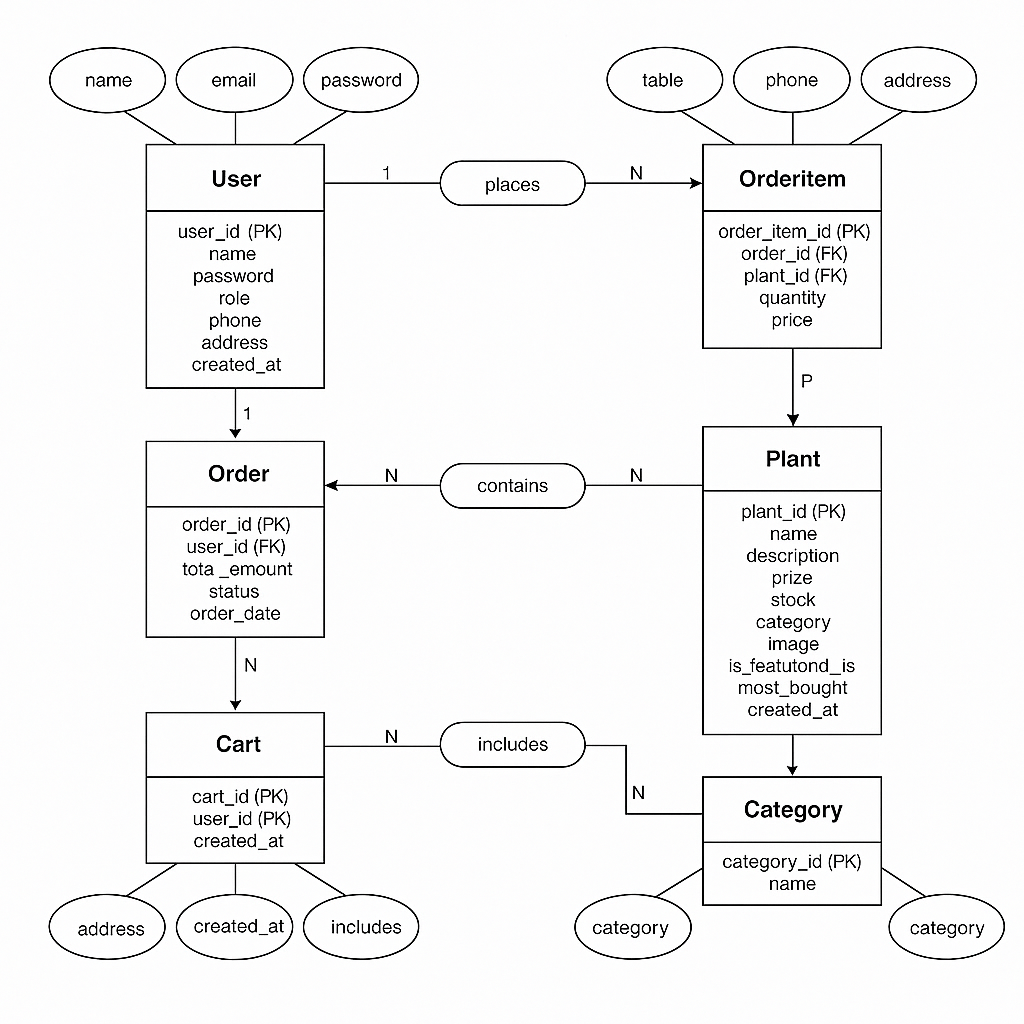 name
email
password
table
phone
address
User
user_id (PK)
name
password
role
phone
address
created_at
1
places
N
Orderitem
order_item_id (PK)
order_id (FK)
plant_id (FK)
quantity
price
1
P
Order
order_id (PK)
user_id (FK)
tota _emount
status
order_date
N
contains
N
Plant
plant_id (PK)
name
description
prize
stock
category
image
is_featutond_is
most_bought
created_at
N
Cart
cart_id (PK)
user_id (PK)
created_at
N
includes
N
Category
category_id (PK)
name
address
created_at
includes
category
category